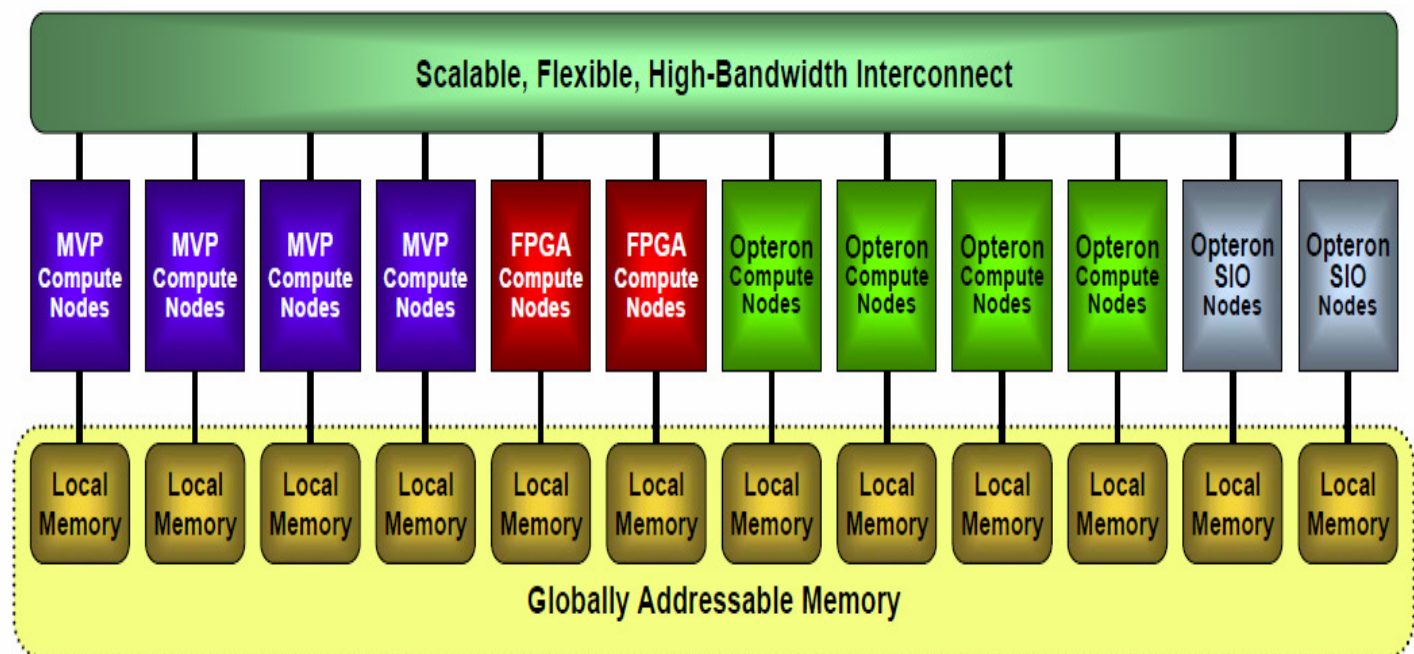 Scalable, Flexible, High-Bandwidth Interconnect
MVP
Compute
Nodes
MVP
Compute
Nodes
MVP
Compute
Nodes
MVP
Compute
Nodes
FPGA
Compute
Nodes
FPGA
Compute
Nodes
Opteron
Compute
Nodes
Opteron
Compute
Nodes
Opteron
Compute
Nodes
Opteron
Compute
Nodes
Opteron
SIO
Nodes
Opteron
SIO
Nodes
Local
Memory
Local
Memory
Local
Memory
Local
Memory
Local
Memory
Local
Memory
Local
Memory
Local
Memory
Local
Memory
Local
Memory
Local
Memory
Local
Memory
Globally Addressable Memory